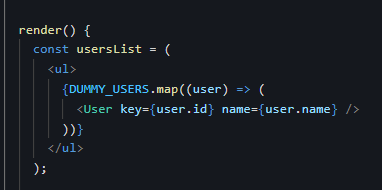 render() {
const usersList = (
<ul>
{DUMMY_USERS.map((user) => (
<User key={user.id} name={user.name} />
))}
</ul>
);